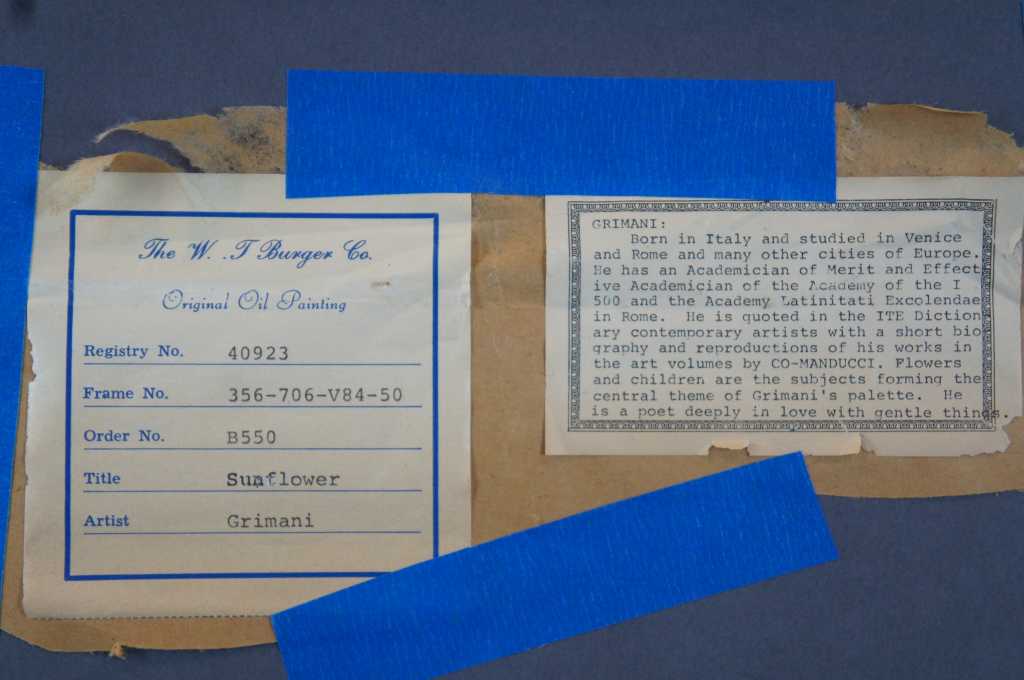 The W. .T Burger Co.
Original Oil Painting
Registry No. 40923
Frame No. 356-706-V84-50
Order No. B550
Title Sunflower
Artist Grimani
GRIMANI:
Born in Italy and studied in Venice
and Rome and many other cities of Europe.
He has an Academician of Merit and Effect
ive Academician of the Academy of the I
500 and the Academy Latinitati Excolendae
in Rome. He is quoted in the ITE Diction
ary contemporary artists with a short bio
graphy and reproductions of his works in
the art volumes by CO-MANDUCCI. Flowers
and children are the subjects forming the
central theme of Grimani's palette. He
is a poet deeply in love with gentle things.